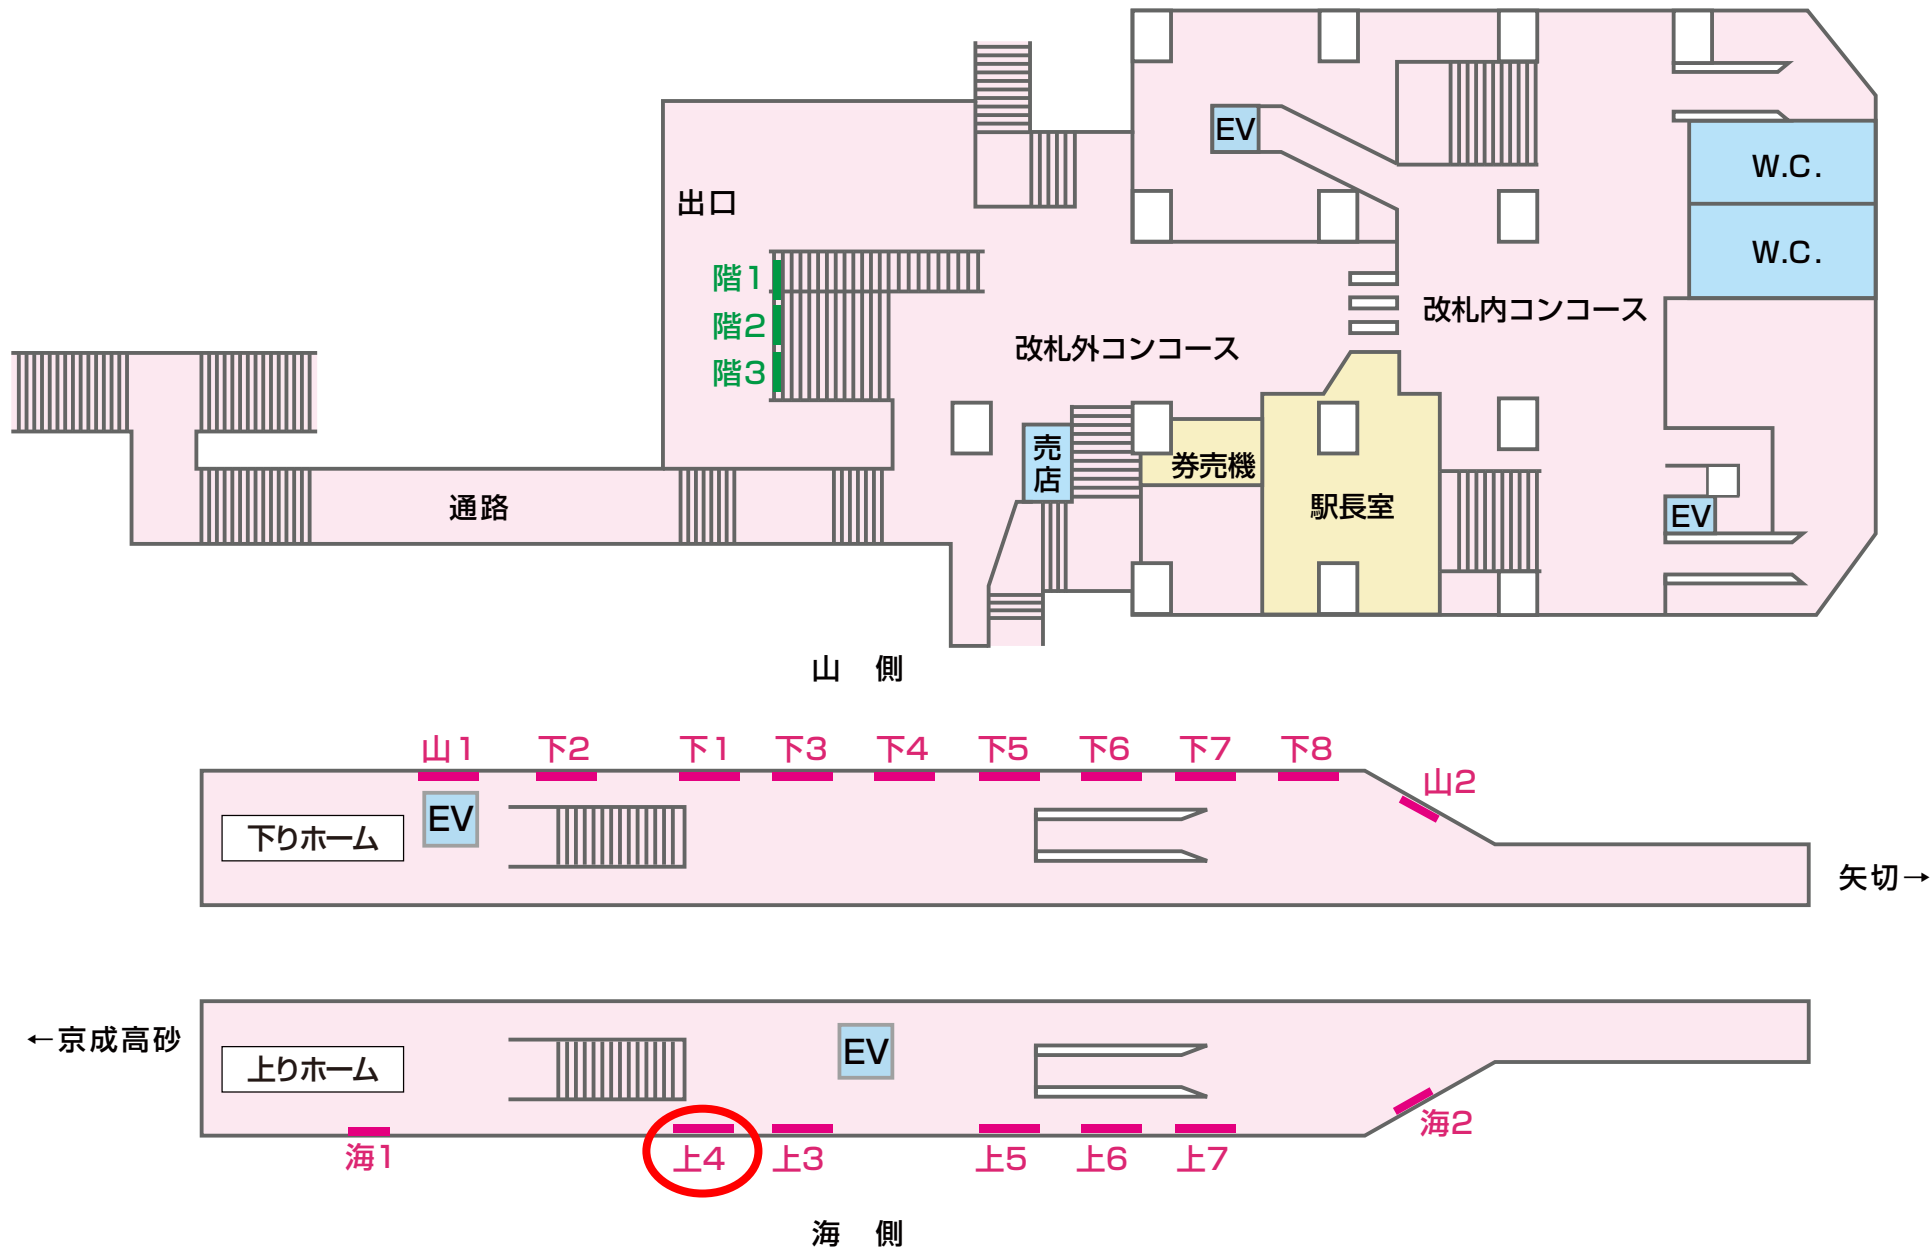 EV
W.C.
出口
W.C.
階1
改札内コンコース
階2
改札外コンコース
階3
売店
券売機
通路
駅長室
EV
山 側
山1
下2
下1
下3
下4
下5
下6
下7
下8
山2
EV
下りホーム
矢切→
←京成高砂
EV
上りホーム
海2
海1
上4
上3
上5
上6
上7
海 側